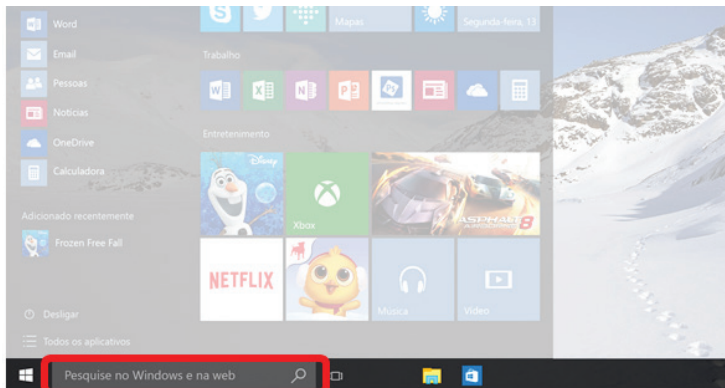 Word
Email
Pessoas
Notícias
OneDrive
Calculadora
Adicionado recentemente
Frozen Free Fall
Desligar
Todos os aplicativos
Mapas
Segunda-feira, 13
Trabalho
Entretenimento
Disney
Xbox
ASPHALT 8
NETFLIX
Música
Vídeo
Pesquise no Windows e na web